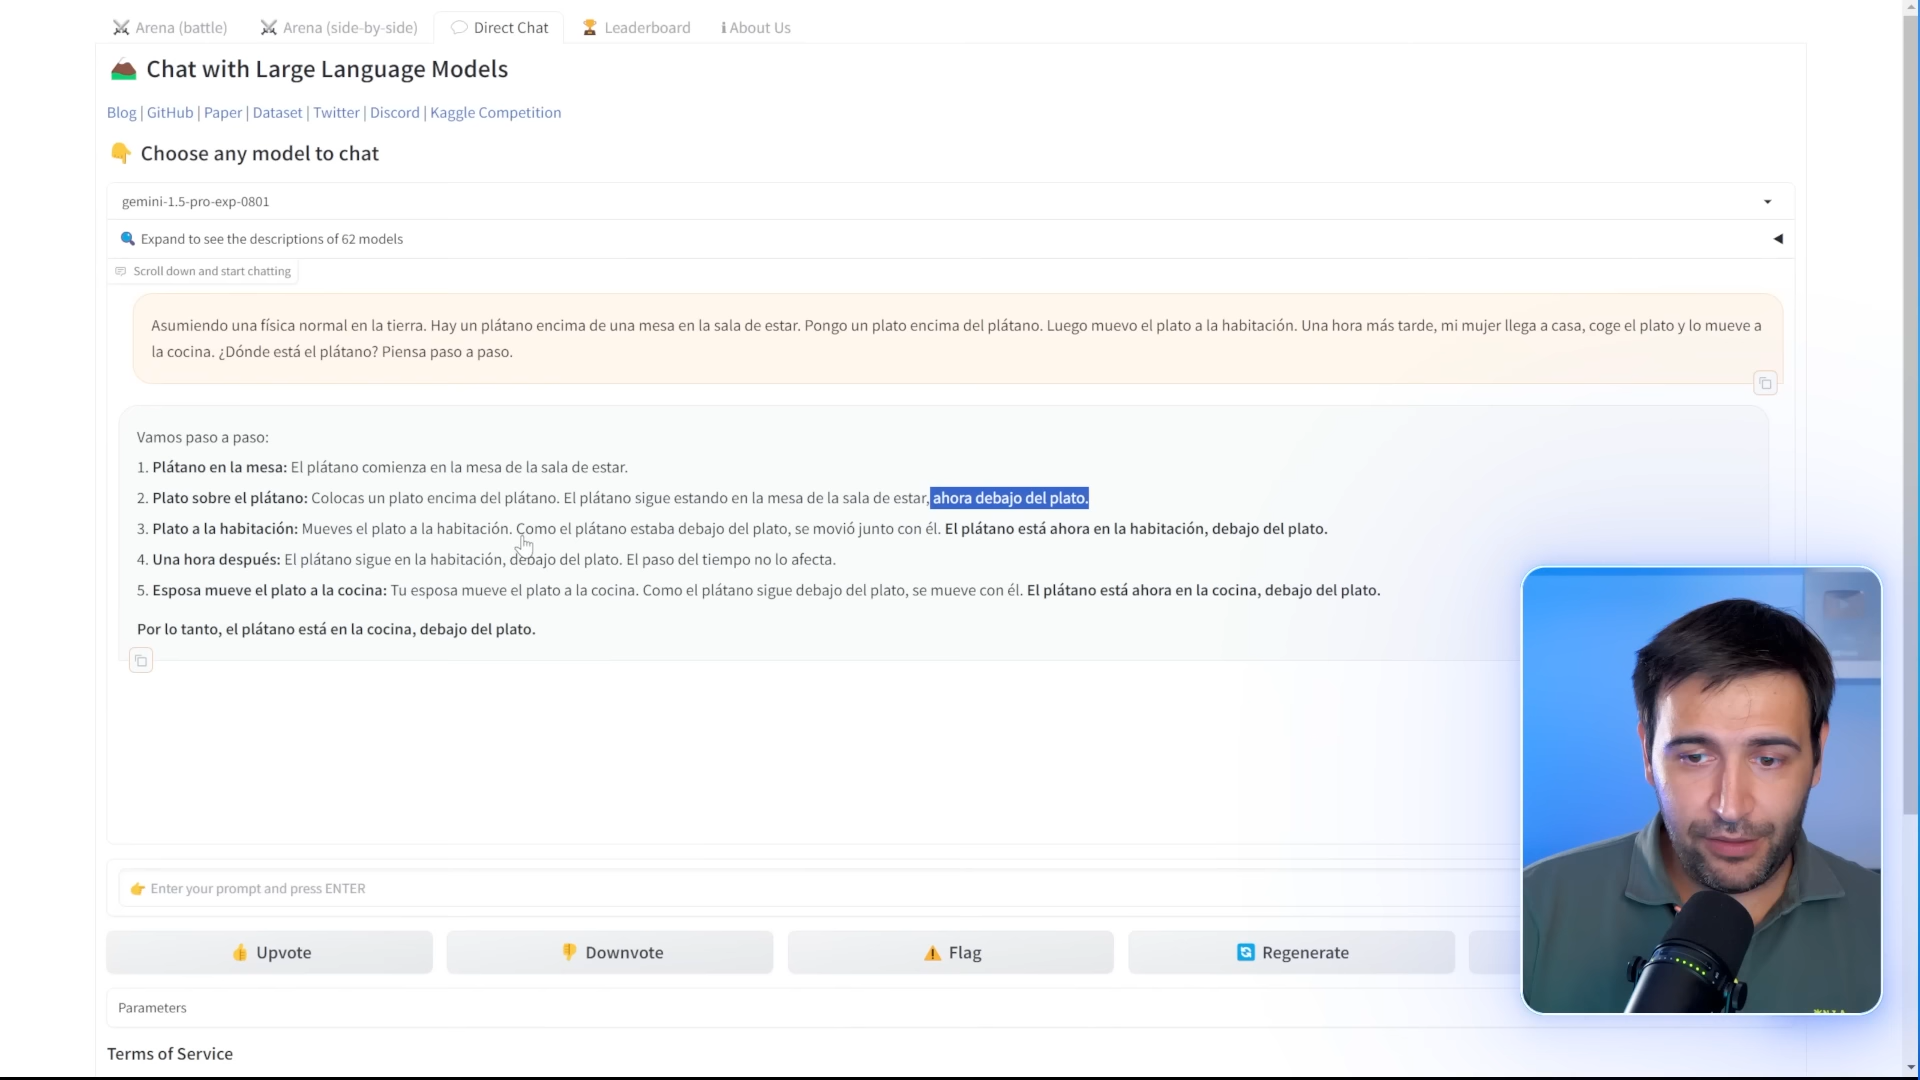 Arena (battle) Arena (side-by-side) Direct Chat Leaderboard About Us
Chat with Large Language Models
Blog | GitHub | Paper | Dataset | Twitter | Discord | Kaggle Competition
Choose any model to chat
gemini-1.5-pro-exp-0801
Expand to see the descriptions of 62 models
Scroll down and start chatting
Asumiendo una física normal en la tierra. Hay un plátano encima de una mesa en la sala de estar. Pongo un plato encima del plátano. Luego muevo el plato a la habitación. Una hora más tarde, mi mujer llega a casa, coge el plato y lo mueve a
la cocina. ¿Dónde está el plátano? Piensa paso a paso.
Vamos paso a paso:
1. Plátano en la mesa: El plátano comienza en la mesa de la sala de estar.
2. Plato sobre el plátano: Colocas un plato encima del plátano. El plátano sigue estando en la mesa de la sala de estar, ahora debajo del plato.
3. Plato a la habitación: Mueves el plato a la habitación. Como el plátano estaba debajo del plato, se movió junto con él. El plátano está ahora en la habitación, debajo del plato.
4. Una hora después: El plátano sigue en la habitación, debajo del plato. El paso del tiempo no lo afecta.
5. Esposa mueve el plato a la cocina: Tu esposa mueve el plato a la cocina. Como el plátano sigue debajo del plato, se mueve con él. El plátano está ahora en la cocina, debajo del plato.
Por lo tanto, el plátano está en la cocina, debajo del plato.
Enter your prompt and press ENTER
Upvote Downvote Flag Regenerate
Parameters
Terms of Service